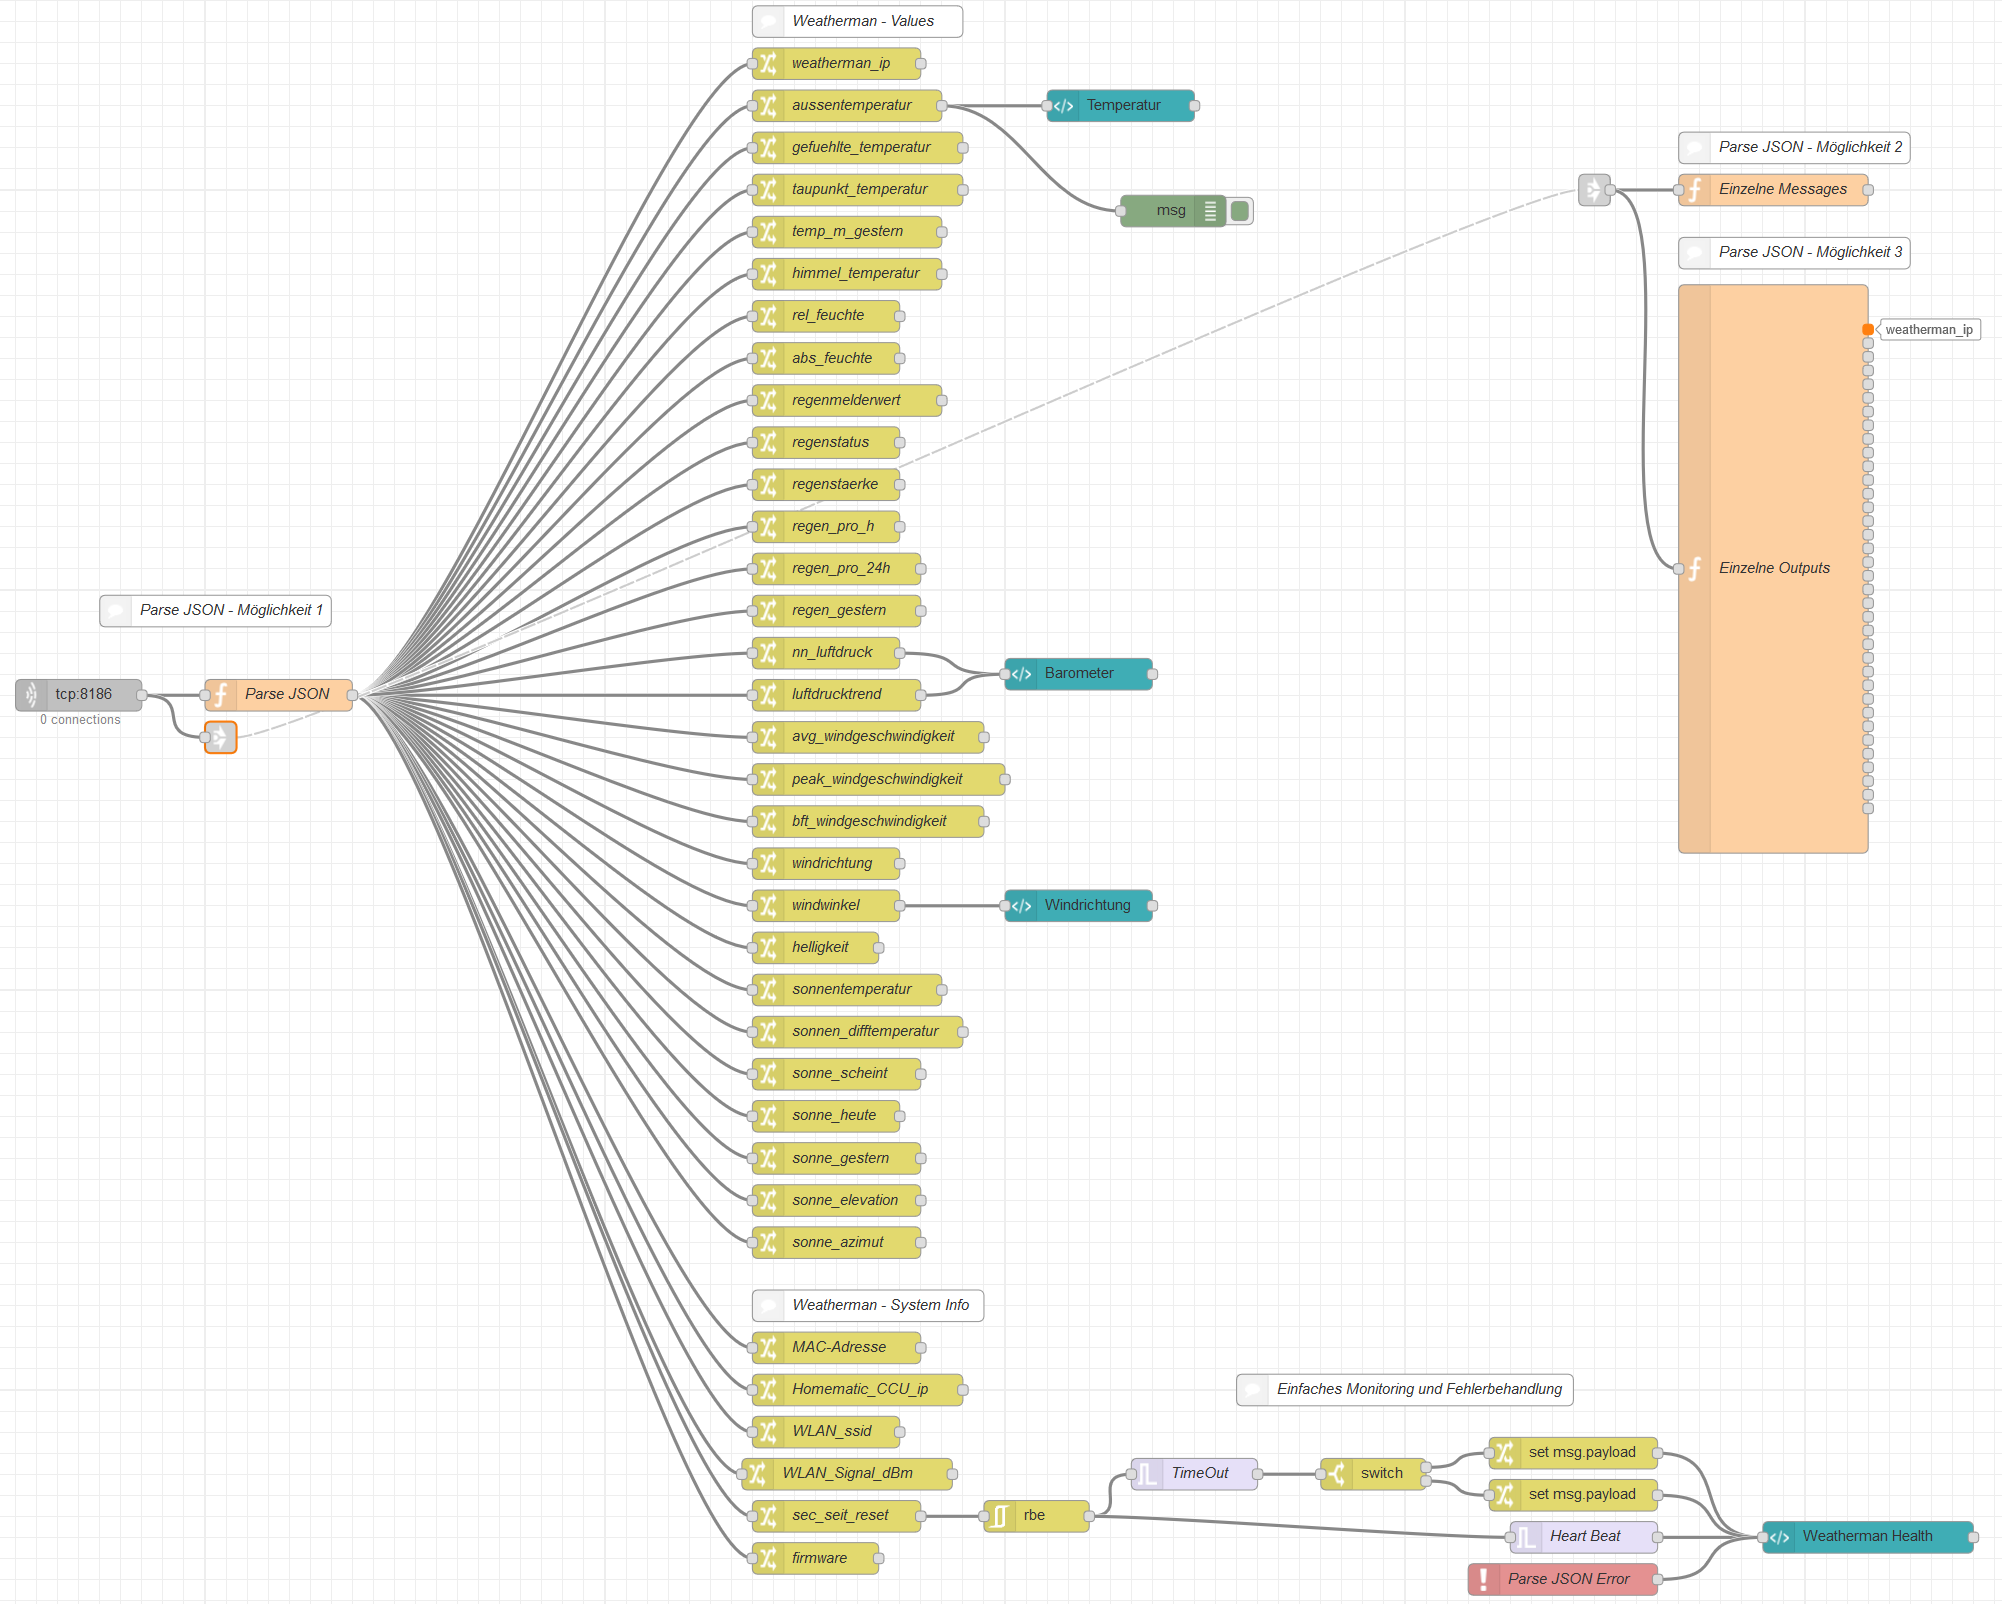 Weatherman - Values
weatherman_ip
aussentemperatur
Temperatur
gefuehlte_temperatur
Parse JSON - Möglichkeit 2
taupunkt_temperatur
Einzelne Messages
msg
temp_m_gestern
Parse JSON - Möglichkeit 3
himmel_temperatur
rel_feuchte
weatherman_ip
abs_feuchte
regenmelderwert
regenstatus
regenstaerke
regen_pro_h
regen_pro_24h
Einzelne Outputs
Parse JSON - Möglichkeit 1
regen_gestern
nn_luftdruck
Barometer
tcp:8186
Parse JSON
luftdrucktrend
0 connections
avg_windgeschwindigkeit
peak_windgeschwindigkeit
bft_windgeschwindigkeit
windrichtung
windwinkel
Windrichtung
helligkeit
sonnentemperatur
sonnen_difftemperatur
sonne_scheint
sonne_heute
sonne_gestern
sonne_elevation
sonne_azimut
Weatherman - System Info
MAC-Adresse
Homematic_CCU_ip
Einfaches Monitoring und Fehlerbehandlung
WLAN_ssid
set msg.payload
WLAN_Signal_dBm
TimeOut
switch
set msg.payload
sec_seit_reset
rbe
Heart Beat
Weatherman Health
firmware
Parse JSON Error